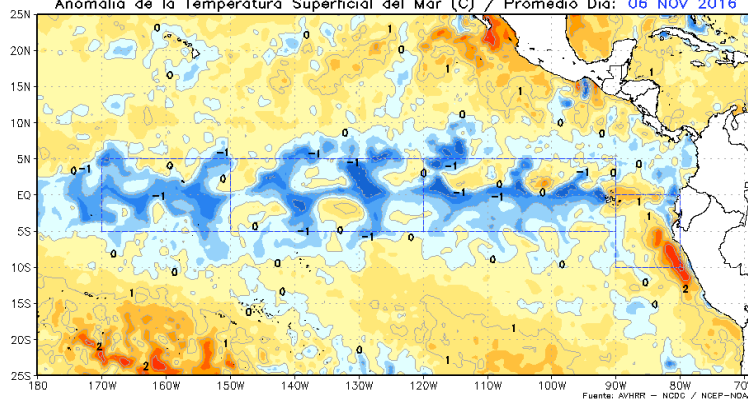 Anomalía de la Temperatura Superficial del Mar (C) / Promedio Dia: 06 NOV 2016
25N
20N
15N
10N
5N
EQ
5S
10S
15S
20S
25S
180 170W 160W 150W 140W 130W 120W 110W 100W 90W 80W 70W
Fuente: AVHRR – NCDC / NCEP–NOA